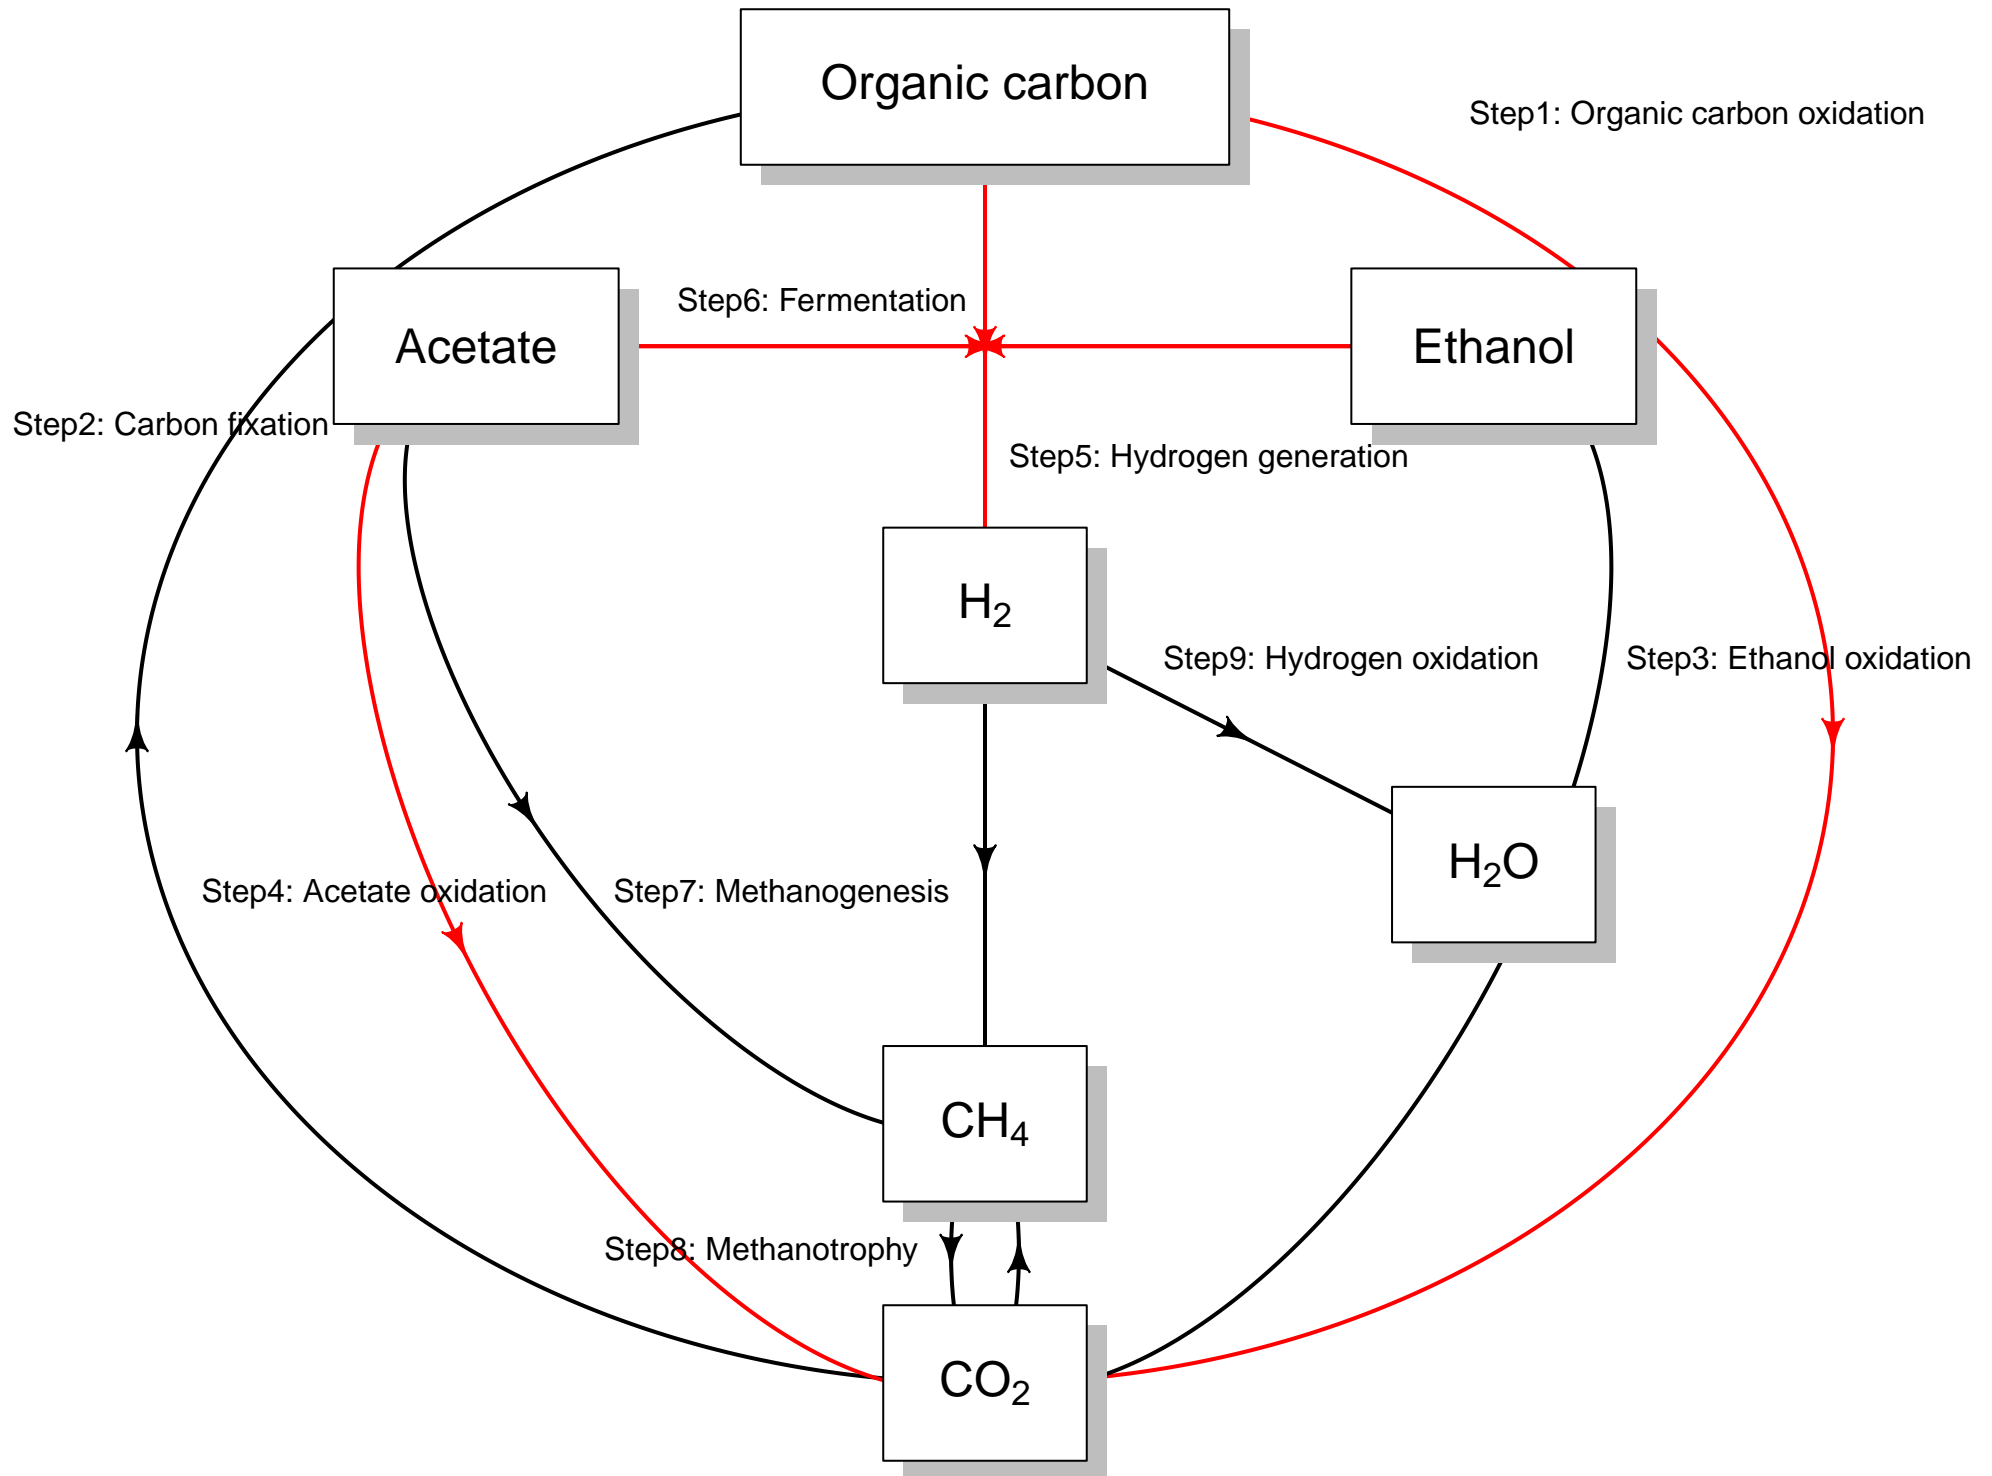 Organic carbon
Step1: Organic carbon oxidation
Step6: Fermentation
Acetate
Ethanol
Step2: Carbon fixation
Step5: Hydrogen generation
H₂
Step9: Hydrogen oxidation
Step3: Ethanol oxidation
H₂O
Step4: Acetate oxidation
Step7: Methanogenesis
CH₄
Step8: Methanotrophy
CO₂